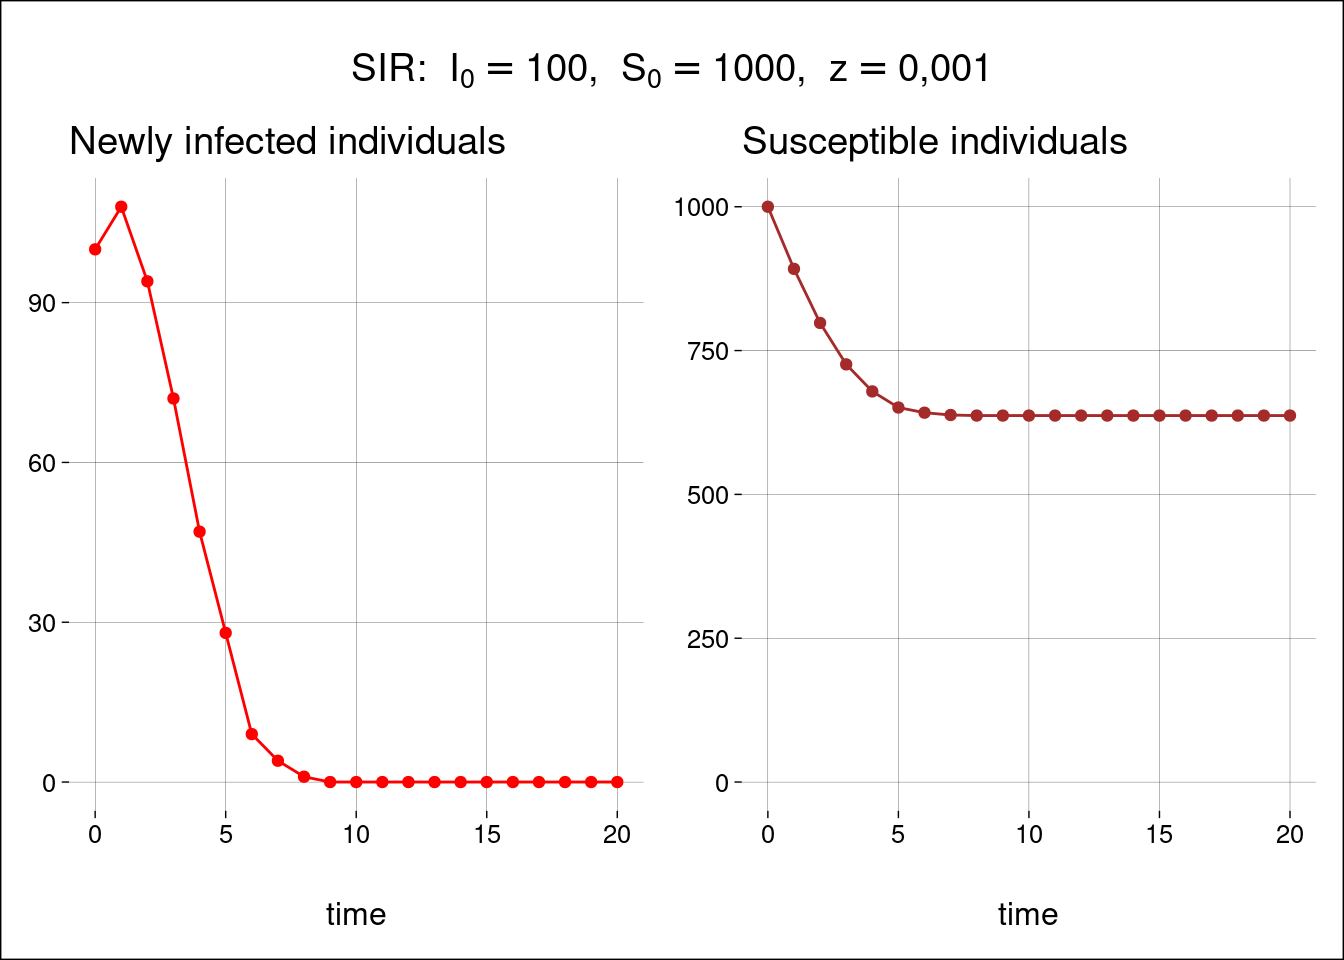 SIR: I₀ = 100, S₀ = 1000, z = 0,001
Newly infected individuals
90
60
30
0
0 5 10 15 20
time
Susceptible individuals
1000
750
500
250
0
0 5 10 15 20
time